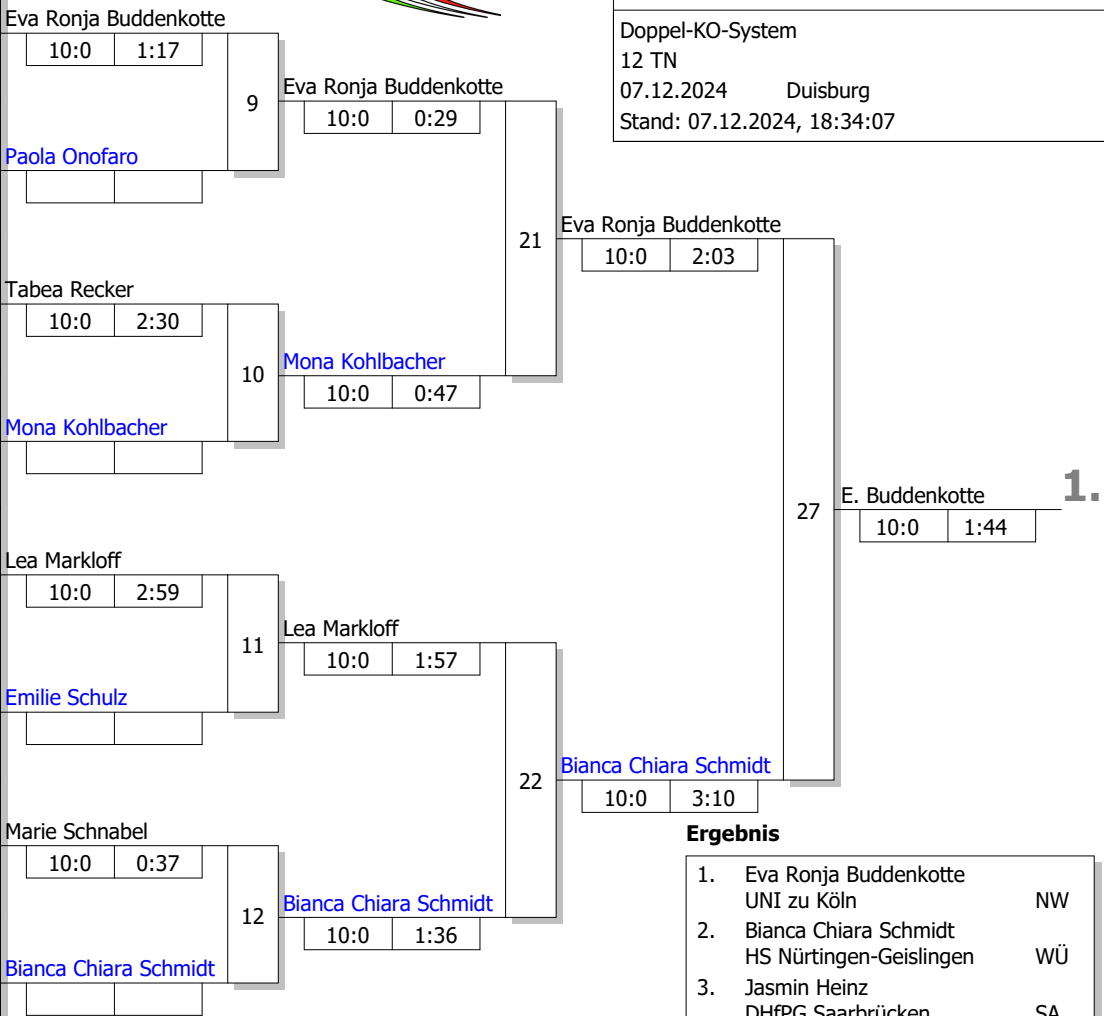 Eva Ronja Buddenkotte
10:0 1:17
9
Paola Onofaro
Tabea Recker
10:0 2:30
10
Mona Kohlbacher
Lea Markloff
10:0 2:59
11
Emilie Schulz
Marie Schnabel
10:0 0:37
12
Bianca Chiara Schmidt
Eva Ronja Buddenkotte
10:0 0:29
21
Mona Kohlbacher
10:0 0:47
Lea Markloff
10:0 1:57
22
Bianca Chiara Schmidt
10:0 1:36
Eva Ronja Buddenkotte
10:0 2:03
27
Bianca Chiara Schmidt
10:0 3:10
E. Buddenkotte
10:0 1:44
1.
Doppel-KO-System
12 TN
07.12.2024 Duisburg
Stand: 07.12.2024, 18:34:07
Ergebnis
1. Eva Ronja Buddenkotte
UNI zu Köln NW
2. Bianca Chiara Schmidt
HS Nürtingen-Geislingen WÜ
3. Jasmin Heinz
DHfPG Saarbrücken SA